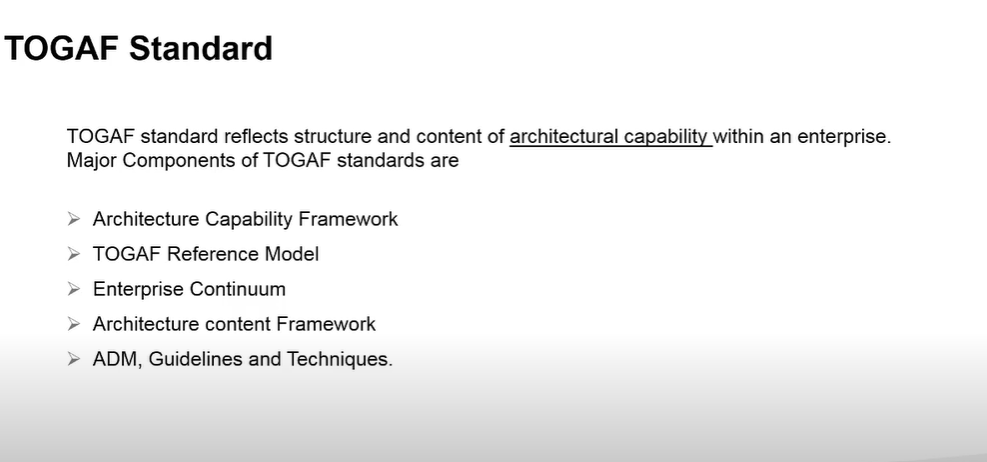 TOGAF Standard
TOGAF standard reflects structure and content of architectural capability within an enterprise.
Major Components of TOGAF standards are
➢ Architecture Capability Framework
➢ TOGAF Reference Model
➢ Enterprise Continuum
➢ Architecture content Framework
➢ ADM, Guidelines and Techniques.